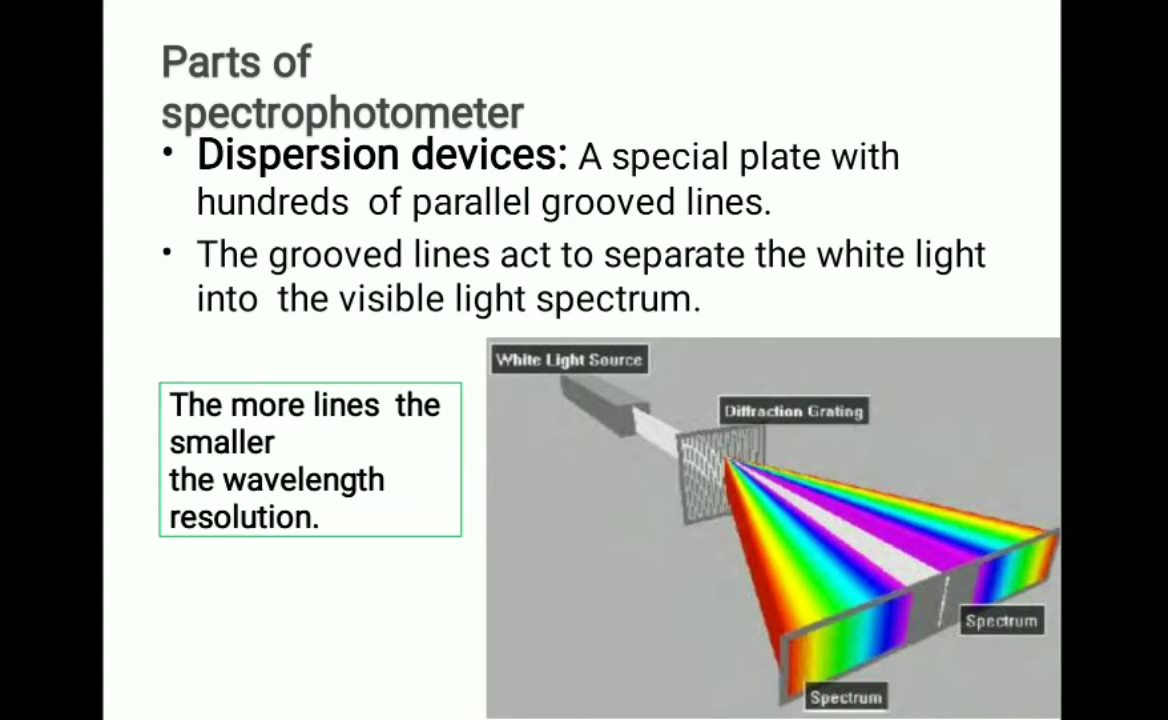 Parts of
spectrophotometer
• Dispersion devices: A special plate with
hundreds of parallel grooved lines.
• The grooved lines act to separate the white light
into the visible light spectrum.
The more lines the
smaller
the wavelength
resolution.
White Light Source
Diffraction Grating
Spectrum
Spectrum